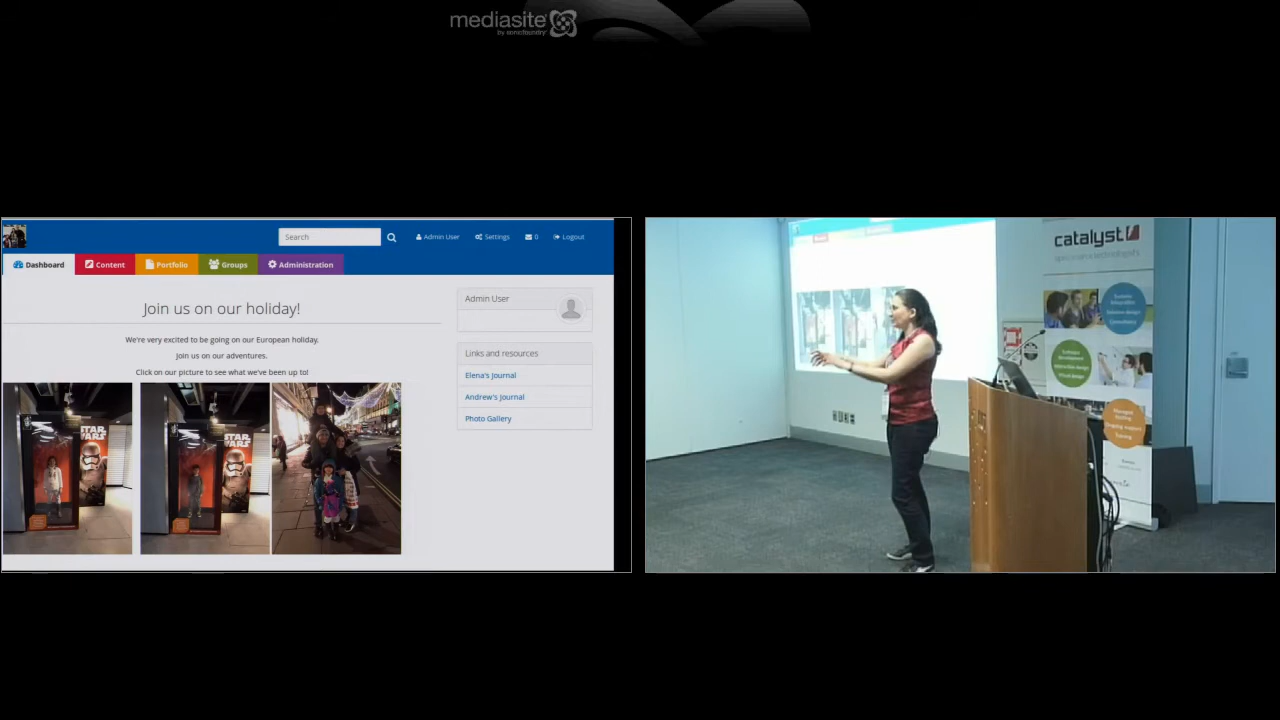 mediasite
by sonicfoundry
Search
Admin User
Settings
0
Logout
Dashboard
Content
Portfolio
Groups
Administration
Join us on our holiday!
We're very excited to be going on our European holiday.
Join us on our adventures.
Click on our picture to see what we've been up to!
STAR
WARS
STAR
WARS
Admin User
Links and resources
Elena's Journal
Andrew's Journal
Photo Gallery
catalyst
open source technologists